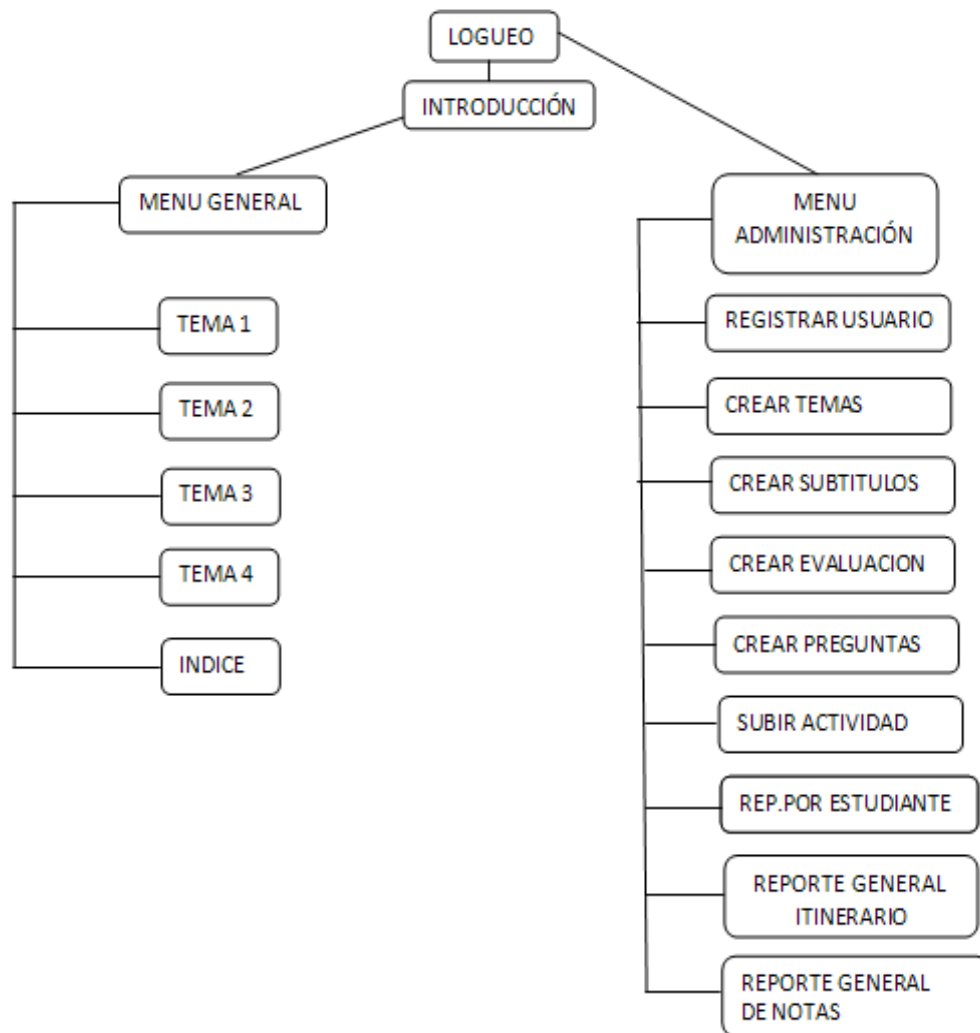 LOGUEO
INTRODUCCIÓN
MENU GENERAL
TEMA 1
TEMA 2
TEMA 3
TEMA 4
INDICE
MENU
ADMINISTRACIÓN
REGISTRAR USUARIO
CREAR TEMAS
CREAR SUBTITULOS
CREAR EVALUACION
CREAR PREGUNTAS
SUBIR ACTIVIDAD
REP.POR ESTUDIANTE
REPORTE GENERAL
ITINERARIO
REPORTE GENERAL
DE NOTAS